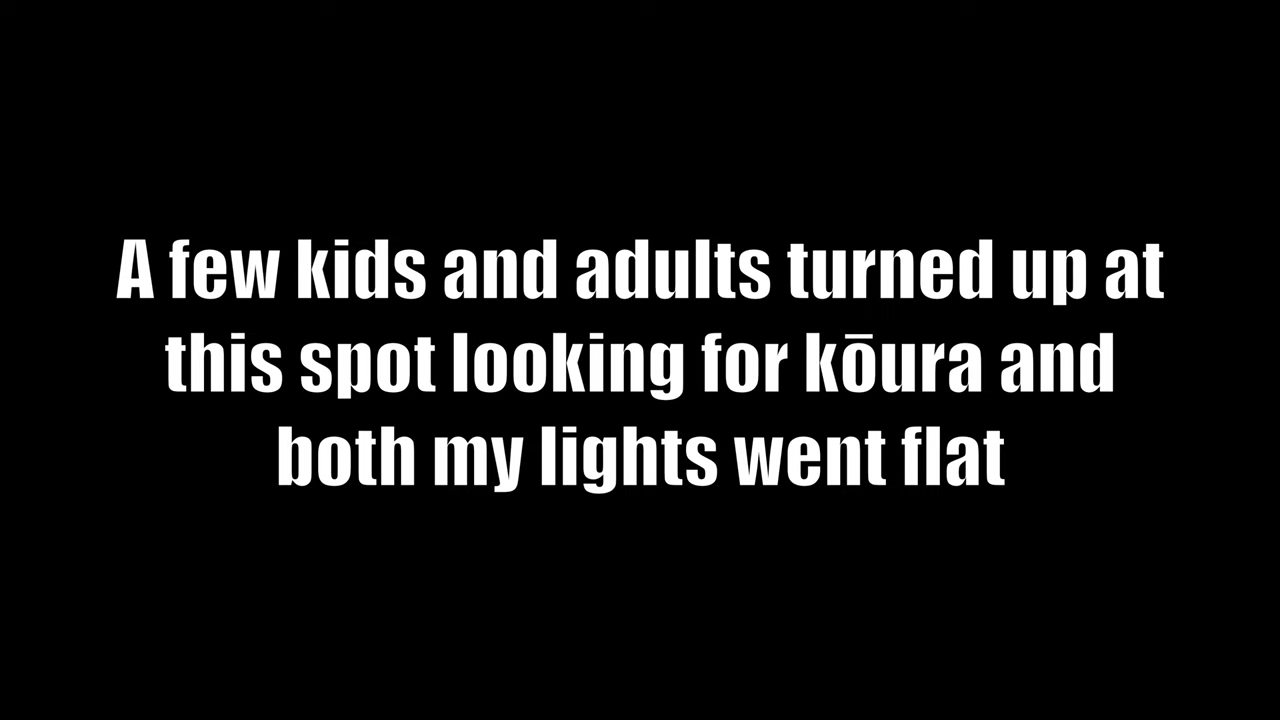 A few kids and adults turned up at
this spot looking for kōura and
both my lights went flat